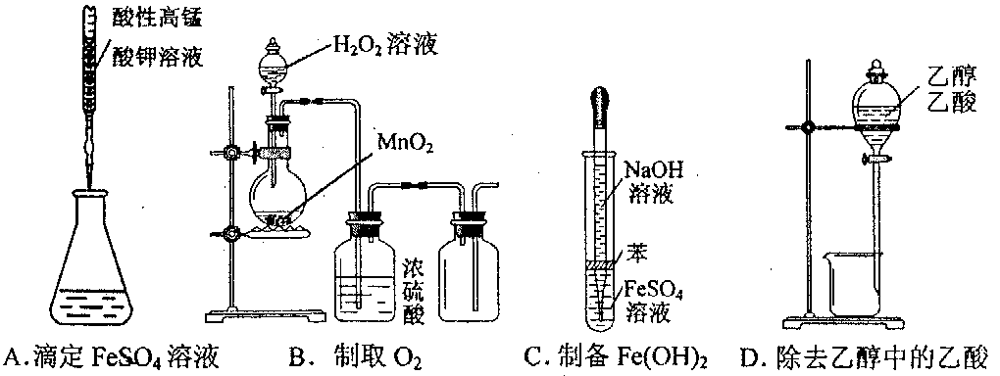 酸性高锰
酸钾溶液
H₂O₂溶液
MnO₂
浓
硫
酸
NaOH
溶液
苯
FeSO₄
溶液
乙醇
乙酸
A.滴定FeSO₄溶液
B. 制取O₂
C.制备Fe(OH)₂
D.除去乙醇中的乙酸